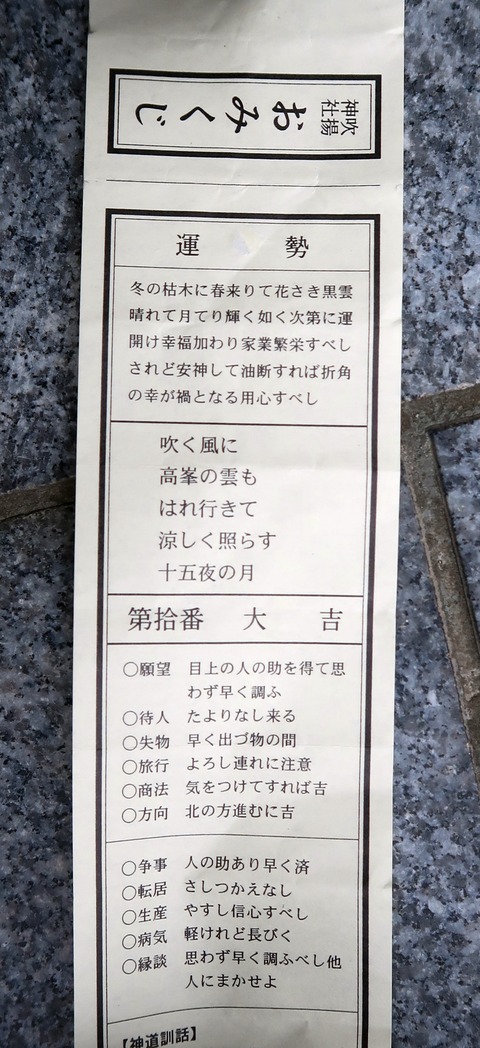 吹揚神社
おみくじ
運勢
冬の枯木に春来りて花さき黒雲
晴れて月てり輝く如く次第に運
開け幸福加わり家業繁栄すべし
されど安神して油断すれば折角
の幸が禍となる用心すべし
吹く風に
高峯の雲も
はれ行きて
涼しく照らす
十五夜の月
第拾番 大吉
○願望 目上の人の助を得て思
わず早く調ふ
○待人 たよりなし来る
○失物 早く出づ物の間
○旅行 よろし連れに注意
○商法 気をつけてすれば吉
○方向 北の方進むに吉
○争事 人の助あり早く済
○転居 さしつかえなし
○生産 やすし信心すべし
○病気 軽けれど長びく
○縁談 思わず早く調ふべし他
人にまかせよ
【神道訓話】